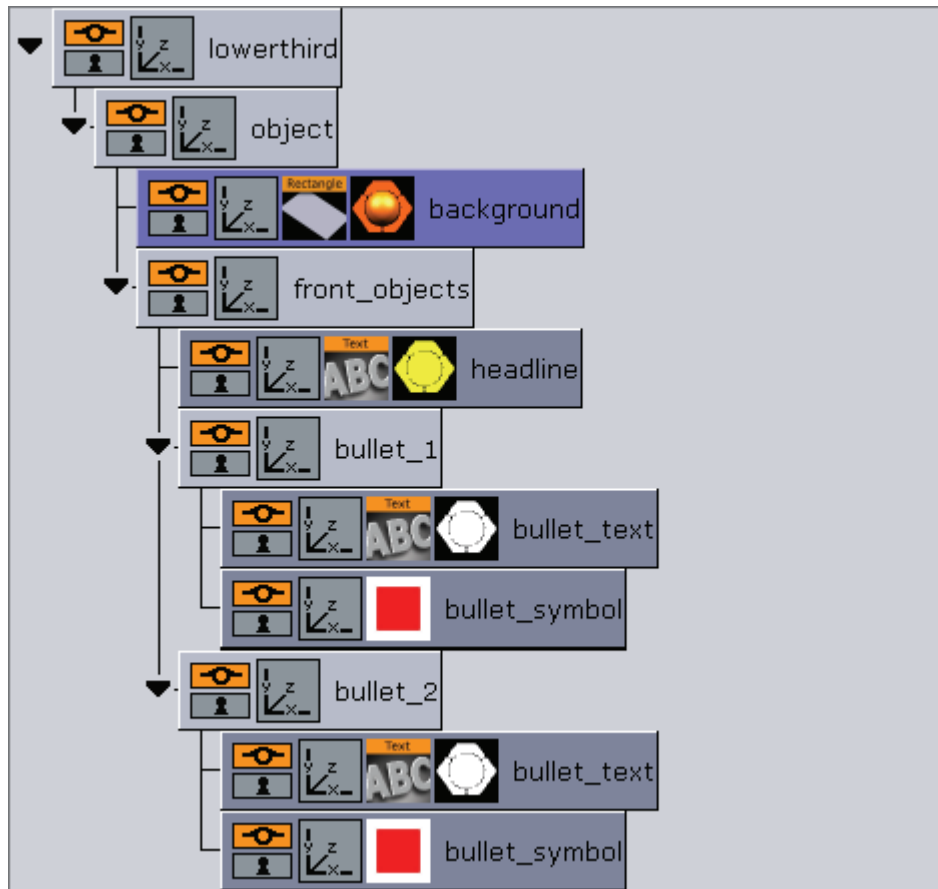 y z x lowerthird
y z x object
y z x Rectangle background
y z x front_objects
y z x Text ABC headline
y z x bullet_1
y z x Text ABC bullet_text
y z x bullet_symbol
y z x bullet_2
y z x Text ABC bullet_text
y z x bullet_symbol